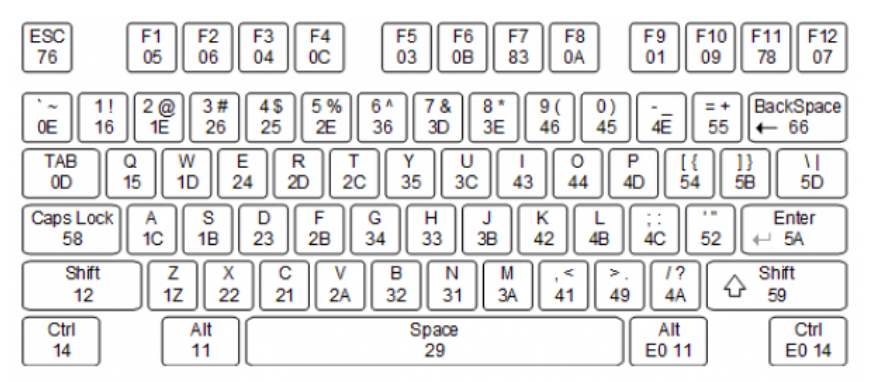 ESC F1 F2 F3 F4 F5 F6 F7 F8 F9 F10 F11 F12
76 05 06 04 0C 03 0B 83 0A 01 09 78 07
` ~ 1 ! 2 @ 3 # 4 $ 5 % 6 ^ 7 & 8 * 9 ( 0 ) - _ = + BackSpace
0E 16 1E 26 25 2E 36 3D 3E 46 45 4E 55 ← 66
TAB Q W E R T Y U I O P [ { ] } \ |
0D 15 1D 24 2D 2C 35 3C 43 44 4D 54 5B 5D
Caps Lock A S D F G H J K L ; : ' " Enter
58 1C 1B 23 2B 34 33 3B 42 4B 4C 52 ↵ 5A
Shift Z X C V B N M , < > . / ? ⇧ Shift
12 1Z 22 21 2A 32 31 3A 41 49 4A 59
Ctrl Alt Space Alt Ctrl
14 11 29 E0 11 E0 14